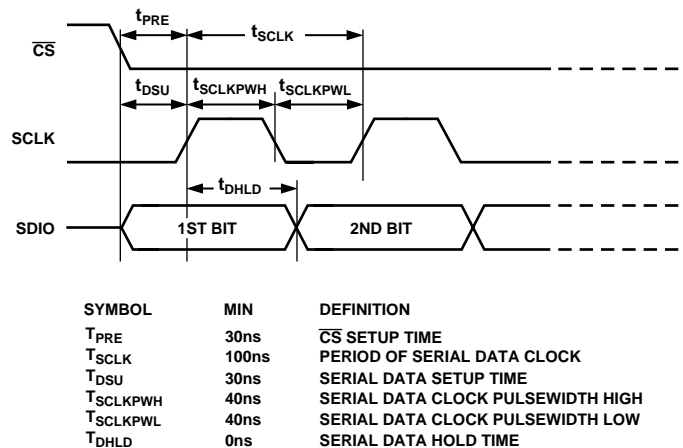 tPRE
tSCLK
CS
tDSU
tSCLKPWH
tSCLKPWL
SCLK
tDHLD
SDIO
1ST BIT
2ND BIT
SYMBOL MIN DEFINITION
TPRE 30ns CS SETUP TIME
TSCLK 100ns PERIOD OF SERIAL DATA CLOCK
TDSU 30ns SERIAL DATA SETUP TIME
TSCLKPWH 40ns SERIAL DATA CLOCK PULSEWIDTH HIGH
TSCLKPWL 40ns SERIAL DATA CLOCK PULSEWIDTH LOW
TDHLD 0ns SERIAL DATA HOLD TIME